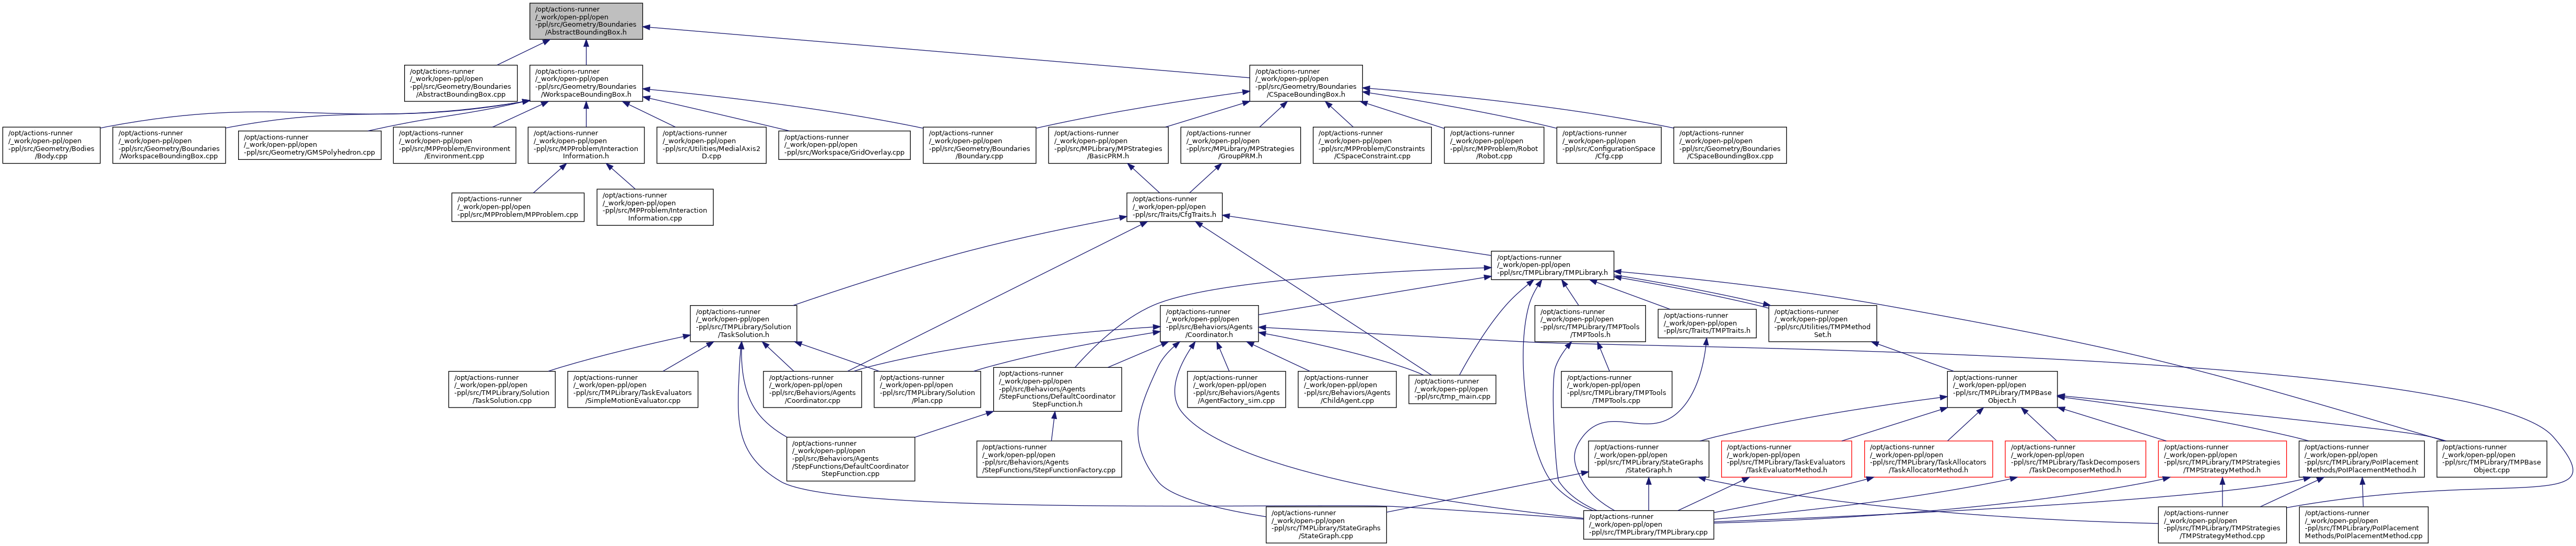 /opt/actions-runner
/_work/open-ppl/open
-ppl/src/Geometry/Boundaries
/AbstractBoundingBox.h
/opt/actions-runner
/_work/open-ppl/open
-ppl/src/Geometry/Boundaries
/AbstractBoundingBox.cpp
/opt/actions-runner
/_work/open-ppl/open
-ppl/src/Geometry/Boundaries
/WorkspaceBoundingBox.h
/opt/actions-runner
/_work/open-ppl/open
-ppl/src/Geometry/Boundaries
/CSpaceBoundingBox.h
/opt/actions-runner
/_work/open-ppl/open
-ppl/src/Geometry/Bodies
/Body.cpp
/opt/actions-runner
/_work/open-ppl/open
-ppl/src/Geometry/Boundaries
/WorkspaceBoundingBox.cpp
/opt/actions-runner
/_work/open-ppl/open
-ppl/src/Geometry/GMSPolyhedron.cpp
/opt/actions-runner
/_work/open-ppl/open
-ppl/src/MPProblem/Environment
/Environment.cpp
/opt/actions-runner
/_work/open-ppl/open
-ppl/src/MPProblem/Interaction
Information.h
/opt/actions-runner
/_work/open-ppl/open
-ppl/src/Utilities/MedialAxis2
D.cpp
/opt/actions-runner
/_work/open-ppl/open
-ppl/src/Workspace/GridOverlay.cpp
/opt/actions-runner
/_work/open-ppl/open
-ppl/src/Geometry/Boundaries
/Boundary.cpp
/opt/actions-runner
/_work/open-ppl/open
-ppl/src/MPLibrary/MPStrategies
/BasicPRM.h
/opt/actions-runner
/_work/open-ppl/open
-ppl/src/MPLibrary/MPStrategies
/GroupPRM.h
/opt/actions-runner
/_work/open-ppl/open
-ppl/src/MPProblem/Constraints
/CSpaceConstraint.cpp
/opt/actions-runner
/_work/open-ppl/open
-ppl/src/MPProblem/Robot
/Robot.cpp
/opt/actions-runner
/_work/open-ppl/open
-ppl/src/ConfigurationSpace
/Cfg.cpp
/opt/actions-runner
/_work/open-ppl/open
-ppl/src/Geometry/Boundaries
/CSpaceBoundingBox.cpp
/opt/actions-runner
/_work/open-ppl/open
-ppl/src/MPProblem/MPProblem.cpp
/opt/actions-runner
/_work/open-ppl/open
-ppl/src/MPProblem/Interaction
Information.cpp
/opt/actions-runner
/_work/open-ppl/open
-ppl/src/Traits/CfgTraits.h
/opt/actions-runner
/_work/open-ppl/open
-ppl/src/TMPLibrary/TMPLibrary.h
/opt/actions-runner
/_work/open-ppl/open
-ppl/src/TMPLibrary/Solution
/TaskSolution.h
/opt/actions-runner
/_work/open-ppl/open
-ppl/src/Behaviors/Agents
/Coordinator.h
/opt/actions-runner
/_work/open-ppl/open
-ppl/src/TMPLibrary/TMPTools
/TMPTools.h
/opt/actions-runner
/_work/open-ppl/open
-ppl/src/Traits/TMPTraits.h
/opt/actions-runner
/_work/open-ppl/open
-ppl/src/Utilities/TMPMethod
Set.h
/opt/actions-runner
/_work/open-ppl/open
-ppl/src/TMPLibrary/Solution
/TaskSolution.cpp
/opt/actions-runner
/_work/open-ppl/open
-ppl/src/TMPLibrary/TaskEvaluators
/SimpleMotionEvaluator.cpp
/opt/actions-runner
/_work/open-ppl/open
-ppl/src/Behaviors/Agents
/Coordinator.cpp
/opt/actions-runner
/_work/open-ppl/open
-ppl/src/TMPLibrary/Solution
/Plan.cpp
/opt/actions-runner
/_work/open-ppl/open
-ppl/src/Behaviors/Agents
/StepFunctions/DefaultCoordinator
StepFunction.h
/opt/actions-runner
/_work/open-ppl/open
-ppl/src/Behaviors/Agents
/AgentFactory_sim.cpp
/opt/actions-runner
/_work/open-ppl/open
-ppl/src/Behaviors/Agents
/ChildAgent.cpp
/opt/actions-runner
/_work/open-ppl/open
-ppl/src/tmp_main.cpp
/opt/actions-runner
/_work/open-ppl/open
-ppl/src/TMPLibrary/TMPTools
/TMPTools.cpp
/opt/actions-runner
/_work/open-ppl/open
-ppl/src/TMPLibrary/TMPBase
Object.h
/opt/actions-runner
/_work/open-ppl/open
-ppl/src/Behaviors/Agents
/StepFunctions/DefaultCoordinator
StepFunction.cpp
/opt/actions-runner
/_work/open-ppl/open
-ppl/src/Behaviors/Agents
/StepFunctions/StepFunctionFactory.cpp
/opt/actions-runner
/_work/open-ppl/open
-ppl/src/TMPLibrary/StateGraphs
/StateGraph.h
/opt/actions-runner
/_work/open-ppl/open
-ppl/src/TMPLibrary/TaskEvaluators
/TaskEvaluatorMethod.h
/opt/actions-runner
/_work/open-ppl/open
-ppl/src/TMPLibrary/TaskAllocators
/TaskAllocatorMethod.h
/opt/actions-runner
/_work/open-ppl/open
-ppl/src/TMPLibrary/TaskDecomposers
/TaskDecomposerMethod.h
/opt/actions-runner
/_work/open-ppl/open
-ppl/src/TMPLibrary/TMPStrategies
/TMPStrategyMethod.h
/opt/actions-runner
/_work/open-ppl/open
-ppl/src/TMPLibrary/PoIPlacement
Methods/PoIPlacementMethod.h
/opt/actions-runner
/_work/open-ppl/open
-ppl/src/TMPLibrary/TMPBase
Object.cpp
/opt/actions-runner
/_work/open-ppl/open
-ppl/src/TMPLibrary/StateGraphs
/StateGraph.cpp
/opt/actions-runner
/_work/open-ppl/open
-ppl/src/TMPLibrary/TMPLibrary.cpp
/opt/actions-runner
/_work/open-ppl/open
-ppl/src/TMPLibrary/TMPStrategies
/TMPStrategyMethod.cpp
/opt/actions-runner
/_work/open-ppl/open
-ppl/src/TMPLibrary/PoIPlacement
Methods/PoIPlacementMethod.cpp